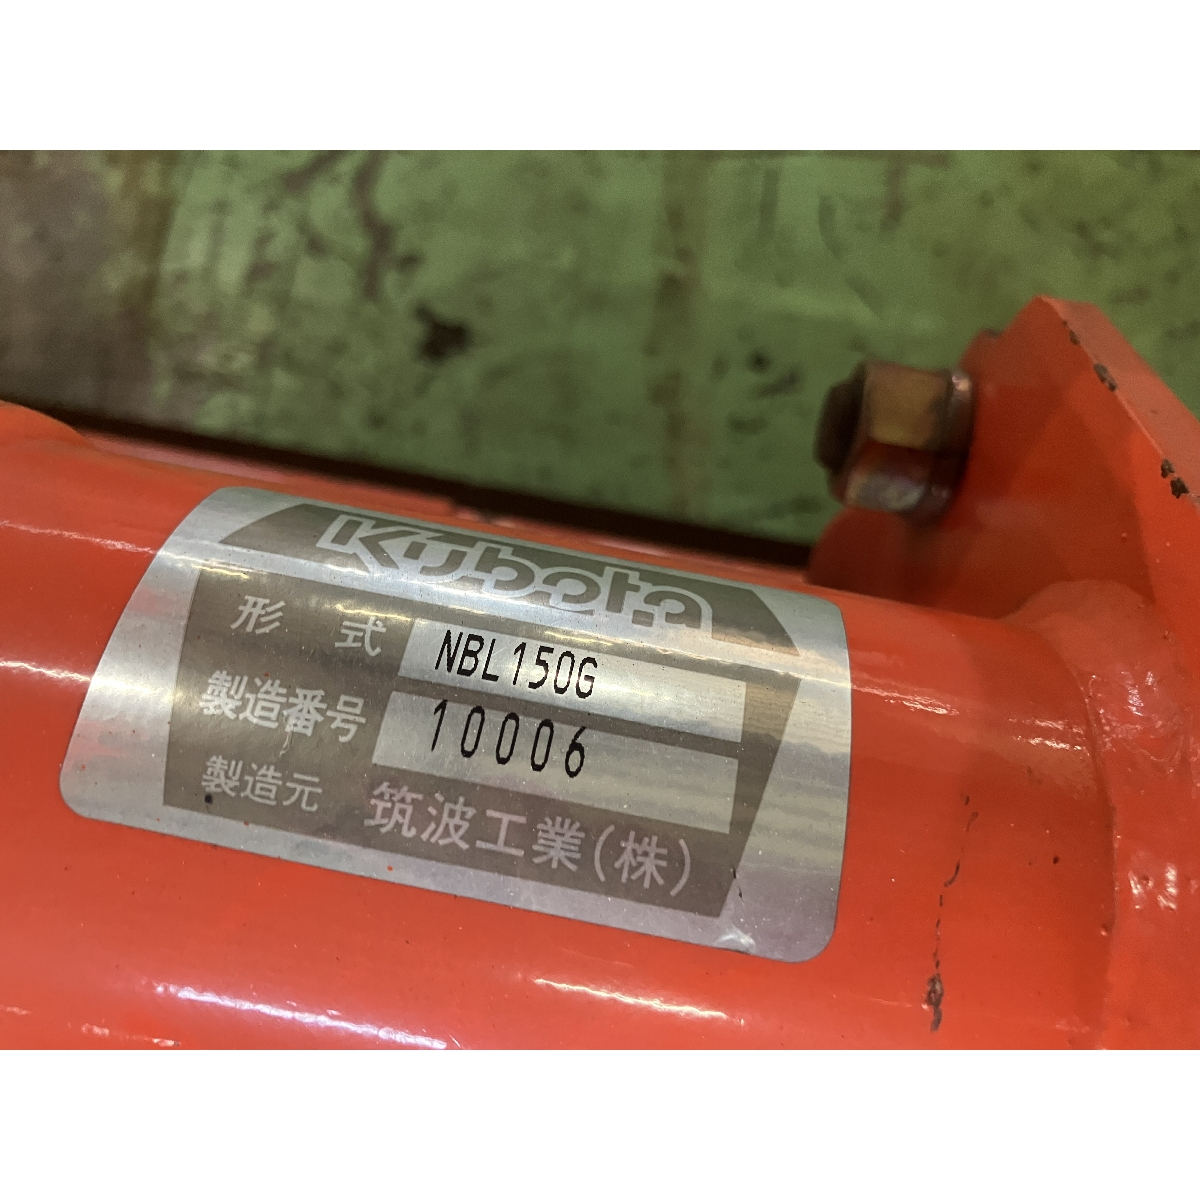 Kubota
形式 NBL150G
製造番号 10006
製造元 筑波工業(株)